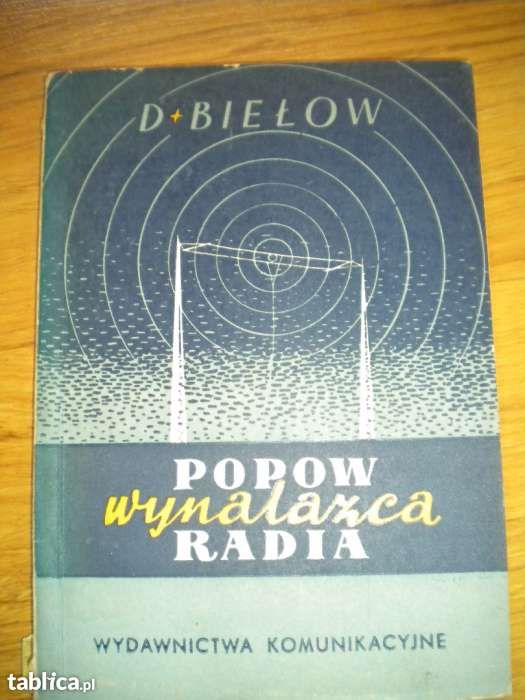 D+BIEŁOW
POPOW
wynalazca
RADIA
WYDAWNICTWA KOMUNIKACYJNE
tablica.pl